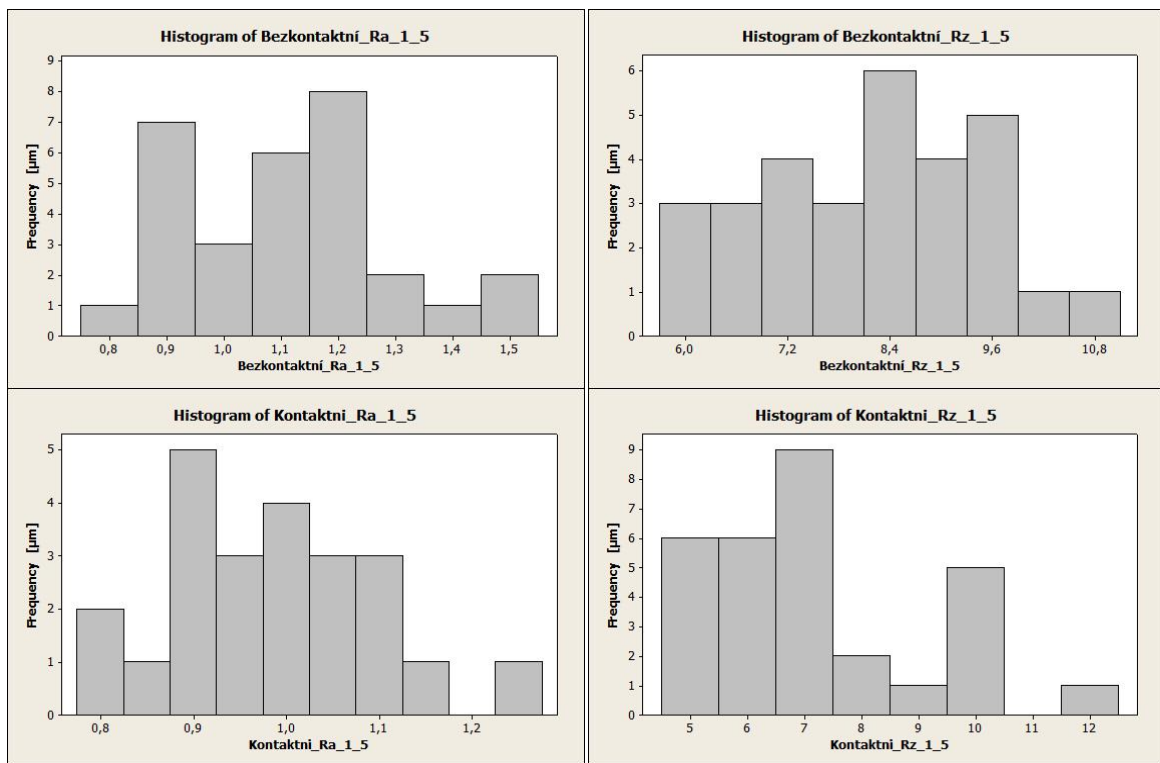 Histogram of Bezkontaktní_Ra_1_5
9
8
7
6
5
4
3
2
1
0
Frequency [µm]
0,8 0,9 1,0 1,1 1,2 1,3 1,4 1,5
Bezkontaktní_Ra_1_5
Histogram of Bezkontaktní_Rz_1_5
6
5
4
3
2
1
0
Frequency [µm]
6,0 7,2 8,4 9,6 10,8
Bezkontaktní_Rz_1_5
Histogram of Kontaktni_Ra_1_5
5
4
3
2
1
0
Frequency [µm]
0,8 0,9 1,0 1,1 1,2
Kontaktni_Ra_1_5
Histogram of Kontaktni_Rz_1_5
9
8
7
6
5
4
3
2
1
0
Frequency [µm]
5 6 7 8 9 10 11 12
Kontaktni_Rz_1_5